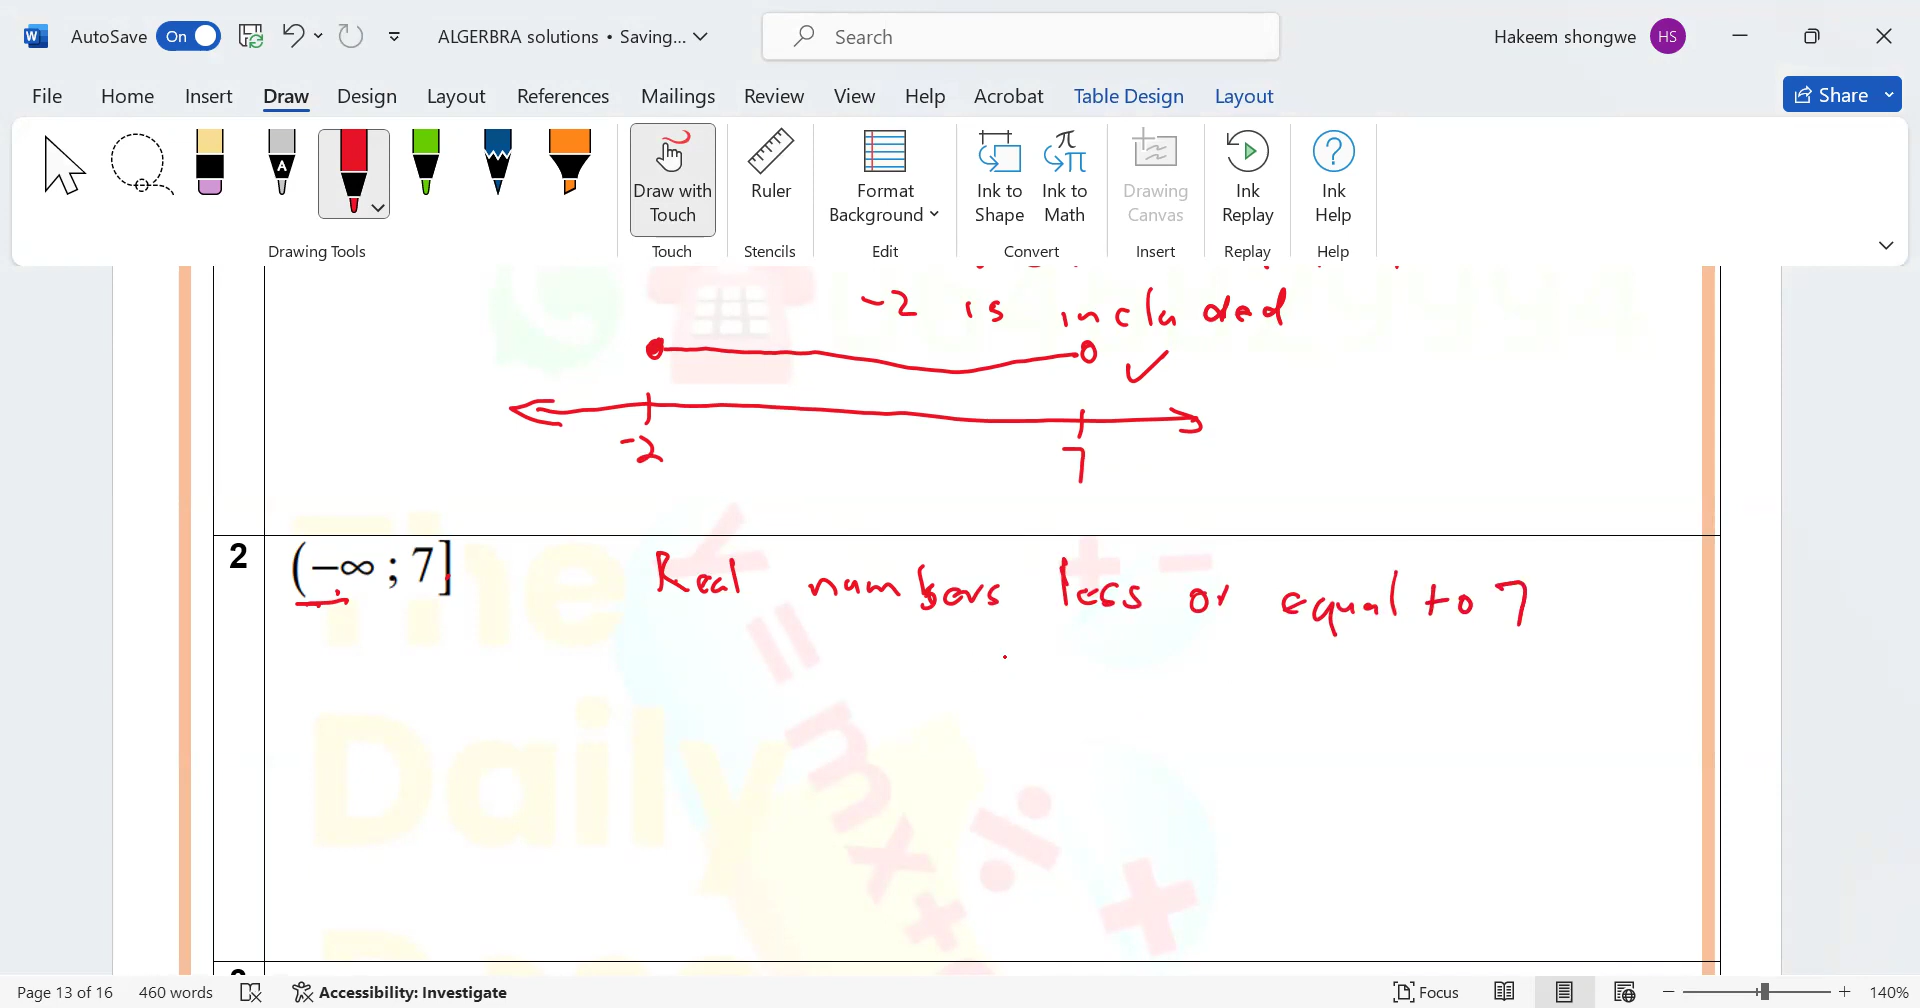 AutoSave On ALGERBRA solutions • Saving... Search Hakeem shongwe HS
File Home Insert Draw Design Layout References Mailings Review View Help Acrobat Table Design Layout Share
Draw with Touch Ruler Format Background Ink to Shape Ink to Math Drawing Canvas Ink Replay Ink Help
Drawing Tools Touch Stencils Edit Convert Insert Replay Help
-2 is included
-2 7
2 (−∞ ; 7] Real numbers less or equal to 7
The
Daily
Page 13 of 16 460 words Accessibility: Investigate Focus 140%